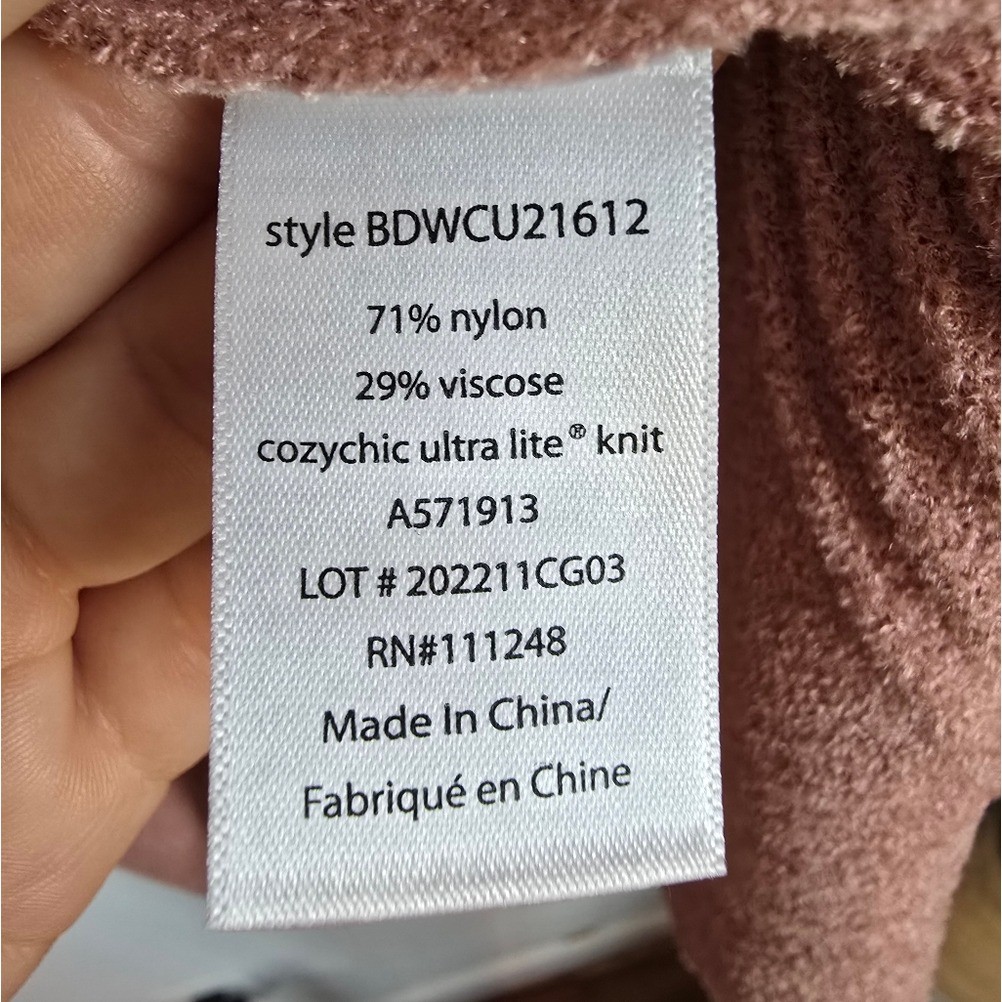 style BDWCU21612
71% nylon
29% viscose
cozychic ultra lite® knit
A571913
LOT # 202211CG03
RN#111248
Made In China/
Fabriqué en Chine